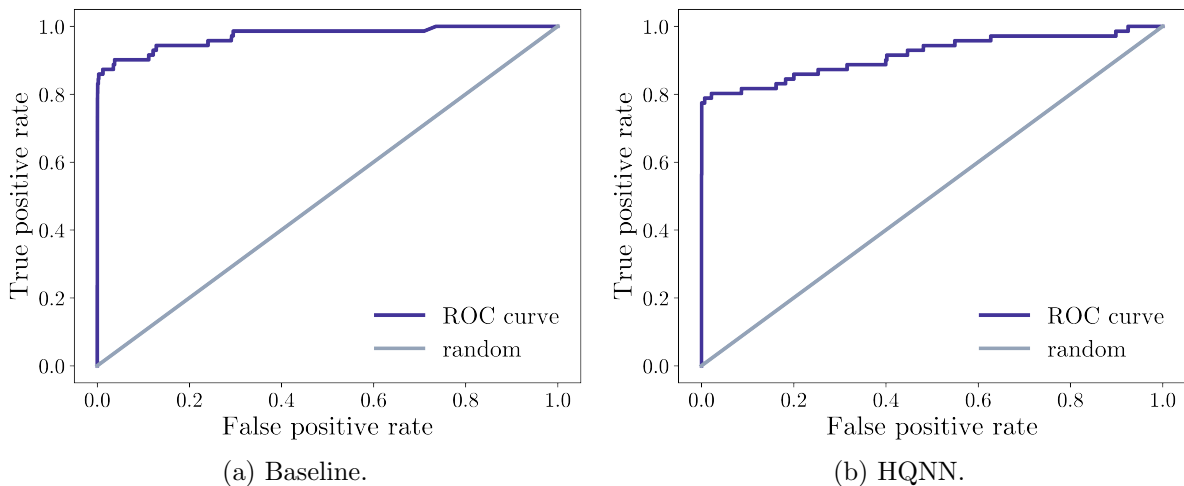 1.0
0.8
0.6
0.4
0.2
0.0
True positive rate
ROC curve
random
0.0 0.2 0.4 0.6 0.8 1.0
False positive rate
(a) Baseline.
1.0
0.8
0.6
0.4
0.2
0.0
True positive rate
ROC curve
random
0.0 0.2 0.4 0.6 0.8 1.0
False positive rate
(b) HQNN.